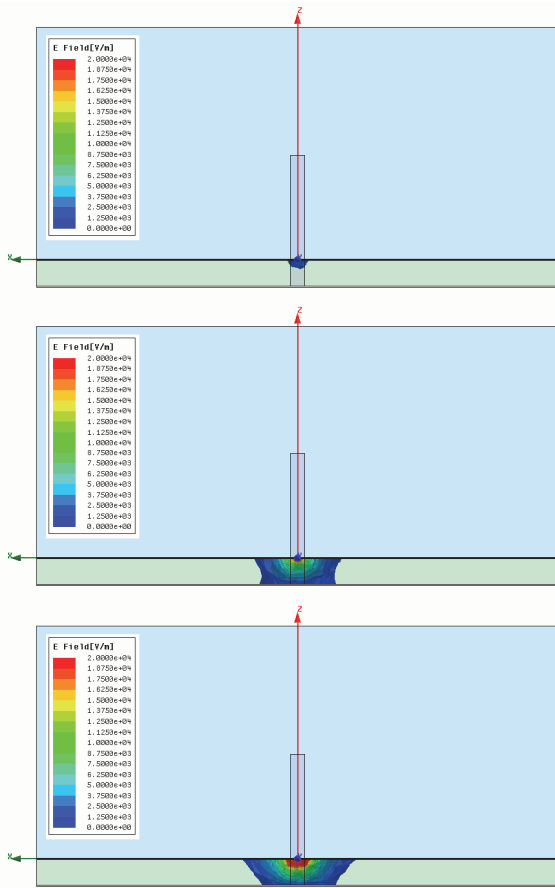 Z
E Field[V/m]
2.0000e+04
1.8750e+04
1.7500e+04
1.6250e+04
1.5000e+04
1.3750e+04
1.2500e+04
1.1250e+04
1.0000e+04
8.7500e+03
7.5000e+03
6.2500e+03
5.0000e+03
3.7500e+03
2.5000e+03
1.2500e+03
0.0000e+00
X
Z
E Field[V/m]
2.0000e+04
1.8750e+04
1.7500e+04
1.6250e+04
1.5000e+04
1.3750e+04
1.2500e+04
1.1250e+04
1.0000e+04
8.7500e+03
7.5000e+03
6.2500e+03
5.0000e+03
3.7500e+03
2.5000e+03
1.2500e+03
0.0000e+00
X
Z
E Field[V/m]
2.0000e+04
1.8750e+04
1.7500e+04
1.6250e+04
1.5000e+04
1.3750e+04
1.2500e+04
1.1250e+04
1.0000e+04
8.7500e+03
7.5000e+03
6.2500e+03
5.0000e+03
3.7500e+03
2.5000e+03
1.2500e+03
0.0000e+00
X